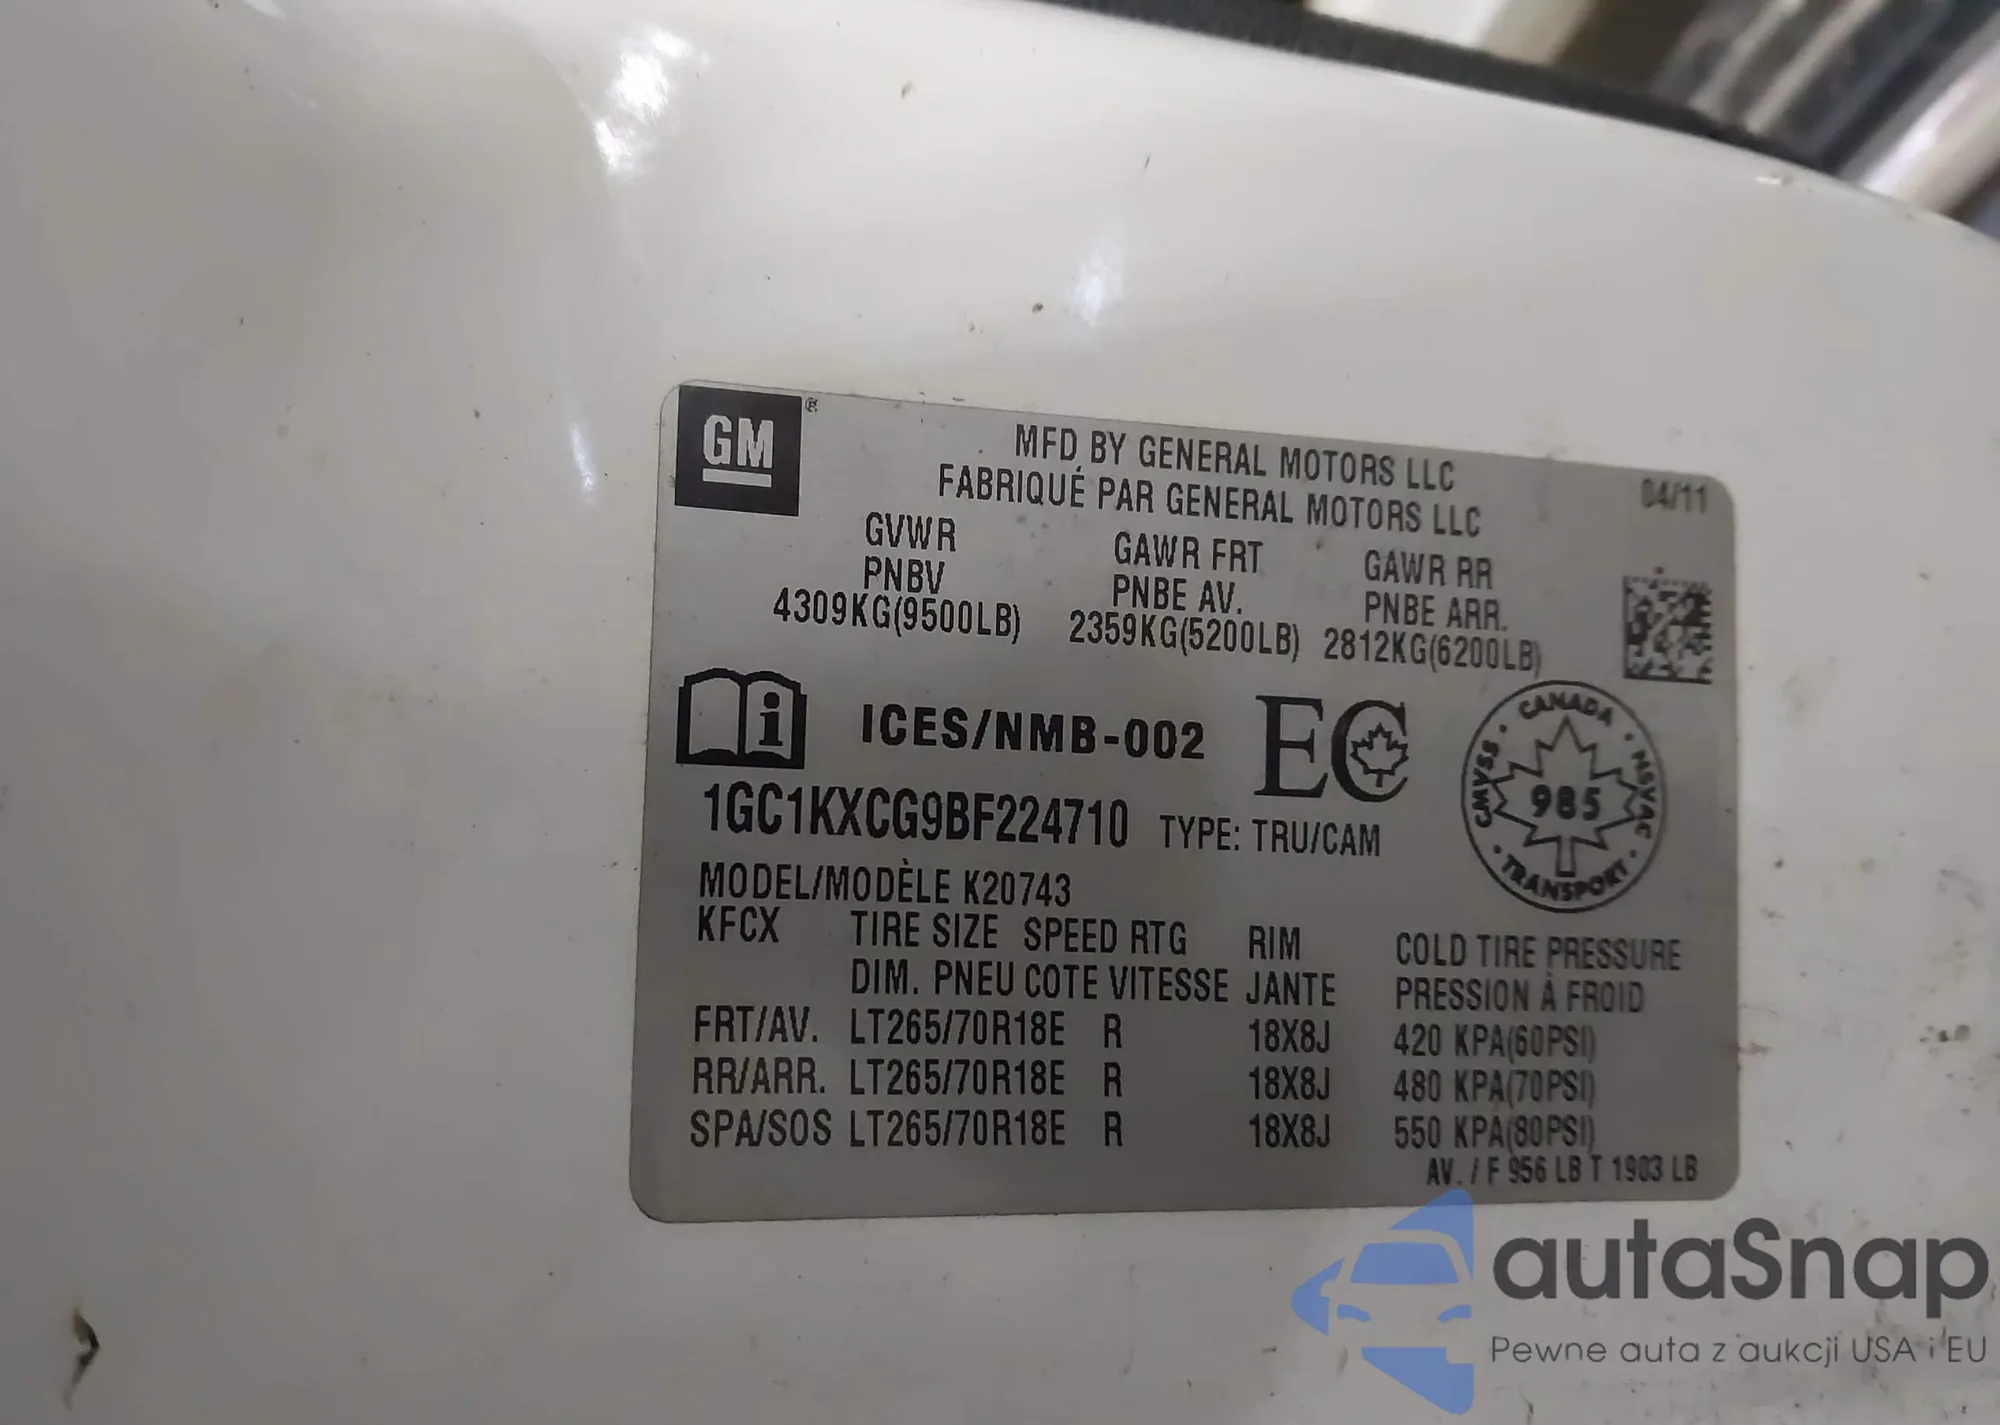 GM
MFD BY GENERAL MOTORS LLC
FABRIQUÉ PAR GENERAL MOTORS LLC
04/11
GVWR GAWR FRT GAWR RR
PNBV PNBE AV. PNBE ARR.
4309KG(9500LB) 2359KG(5200LB) 2812KG(6200LB)
i ICES/NMB-002 EC
CANADA
CMVSS • NSVAC
985
TRANSPORT
1GC1KXCG9BF224710 TYPE: TRU/CAM
MODEL/MODÈLE K20743
KFCX TIRE SIZE SPEED RTG RIM COLD TIRE PRESSURE
DIM. PNEU COTE VITESSE JANTE PRESSION À FROID
FRT/AV. LT265/70R18E R 18X8J 420 KPA(60PSI)
RR/ARR. LT265/70R18E R 18X8J 480 KPA(70PSI)
SPA/SOS LT265/70R18E R 18X8J 550 KPA(80PSI)
AV. / F 956 LB T 1903 LB
autaSnap
Pewne auta z aukcji USA i EU